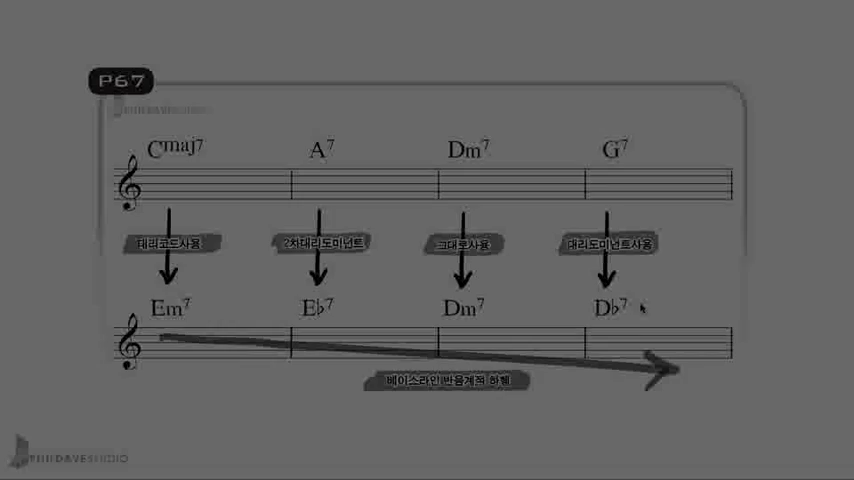 P67
Cmaj7 A7 Dm7 G7
대리코드사용 2차대리도미넌트 그대로사용 대리도미넌트사용
Em7 E♭7 Dm7 D♭7
베이스라인 반음계적 하행